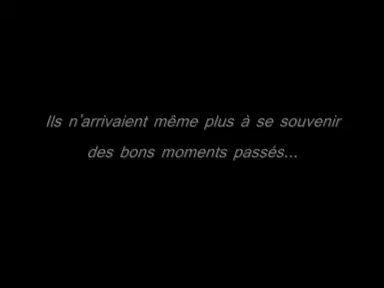 Ils n'arrivaient même plus à se souvenir
des bons moments passés...